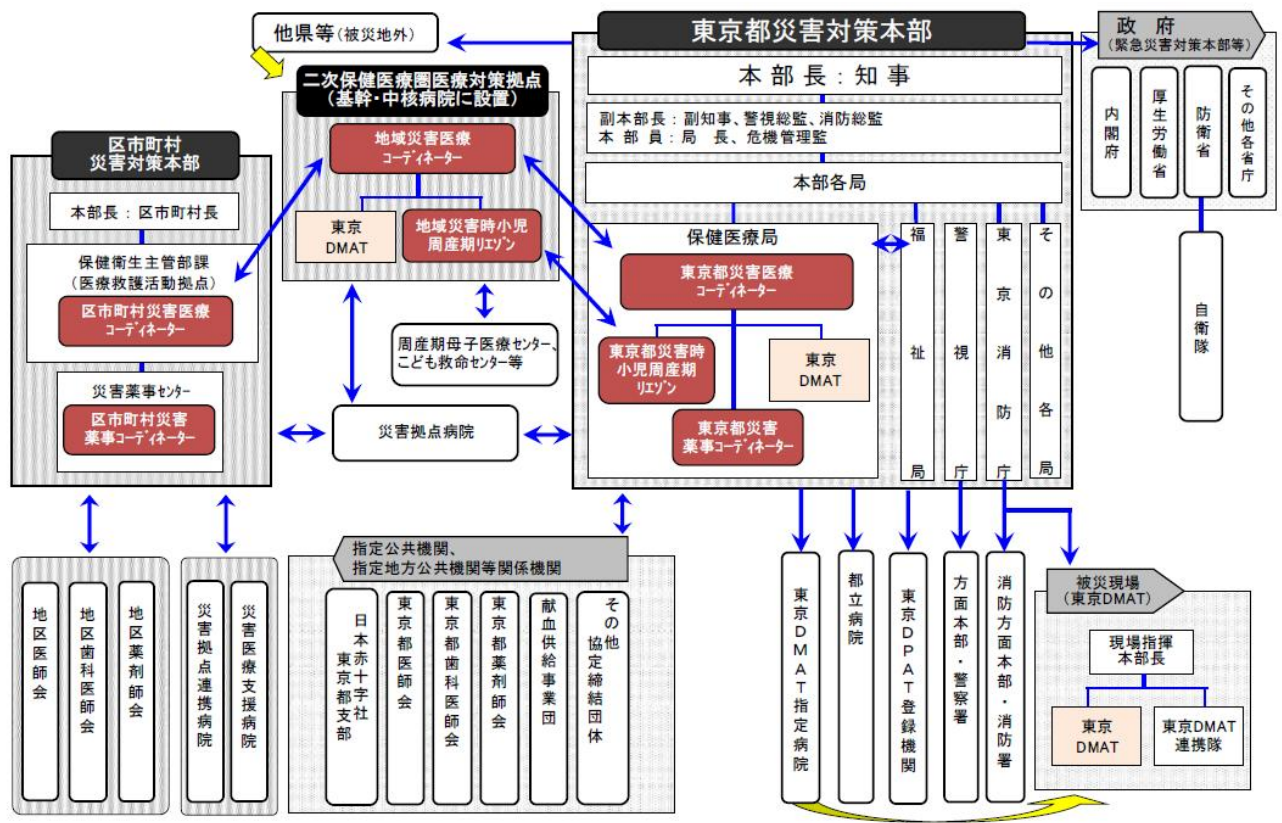 他県等(被災地外)
東京都災害対策本部
政　府
(緊急災害対策本部等)
内閣府
厚生労働省
防衛省
その他各省庁
自衛隊
本部長：知事
副本部長：副知事、警視総監、消防総監
本 部 員：局　長、危機管理監
本部各局
二次保健医療圏医療対策拠点
(基幹・中核病院に設置)
地域災害医療
ｺｰﾃﾞｨﾈｰﾀｰ
東京
DMAT
地域災害時小児
周産期ﾘｴｿﾞﾝ
区市町村
災害対策本部
本部長：区市町村長
保健衛生主管部課
(医療救護活動拠点)
区市町村災害医療
ｺｰﾃﾞｨﾈｰﾀｰ
災害薬事ｾﾝﾀｰ
区市町村災害
薬事ｺｰﾃﾞｨﾈｰﾀｰ
周産期母子医療センター、
こども救命センター等
災害拠点病院
保健医療局
東京都災害医療
ｺｰﾃﾞｨﾈｰﾀｰ
東京都災害時
小児周産期
ﾘｴｿﾞﾝ
東京
DMAT
東京都災害
薬事ｺｰﾃﾞｨﾈｰﾀｰ
福祉局
警視庁
東京消防庁
その他各局
地区医師会
地区歯科医師会
地区薬剤師会
災害拠点連携病院
災害医療支援病院
指定公共機関、
指定地方公共機関等関係機関
日本赤十字社
東京都支部
東京都医師会
東京都歯科医師会
東京都薬剤師会
献血供給事業団
その他
協定締結団体
東京DMAT指定病院
都立病院
東京DPAT登録機関
方面本部・警察署
消防方面本部・消防署
被災現場
(東京DMAT)
現場指揮
本部長
東京
DMAT
東京DMAT
連携隊